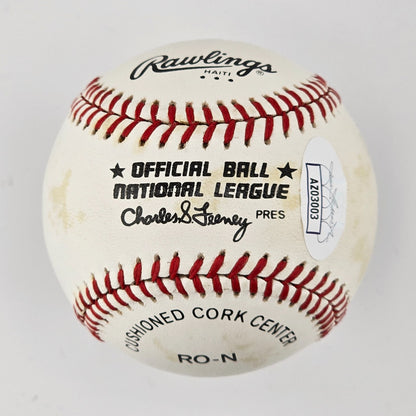 Rawlings ®
HAITI
★ OFFICIAL BALL ★
NATIONAL LEAGUE
Charles S. Feeney PRES
CUSHIONED CORK CENTER
RO-N
AZ03003